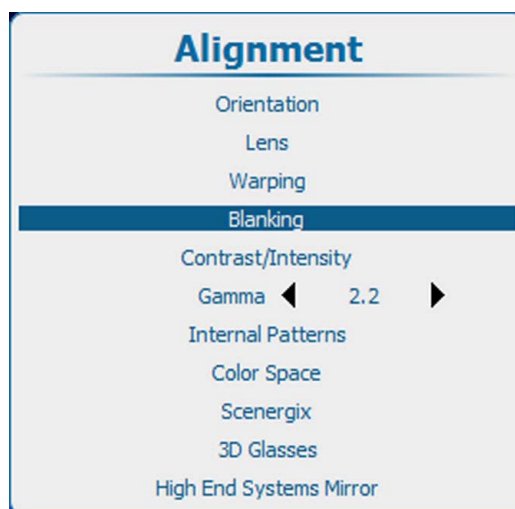 Alignment
Orientation
Lens
Warping
Blanking
Contrast/Intensity
Gamma 2.2
Internal Patterns
Color Space
Scenergix
3D Glasses
High End Systems Mirror